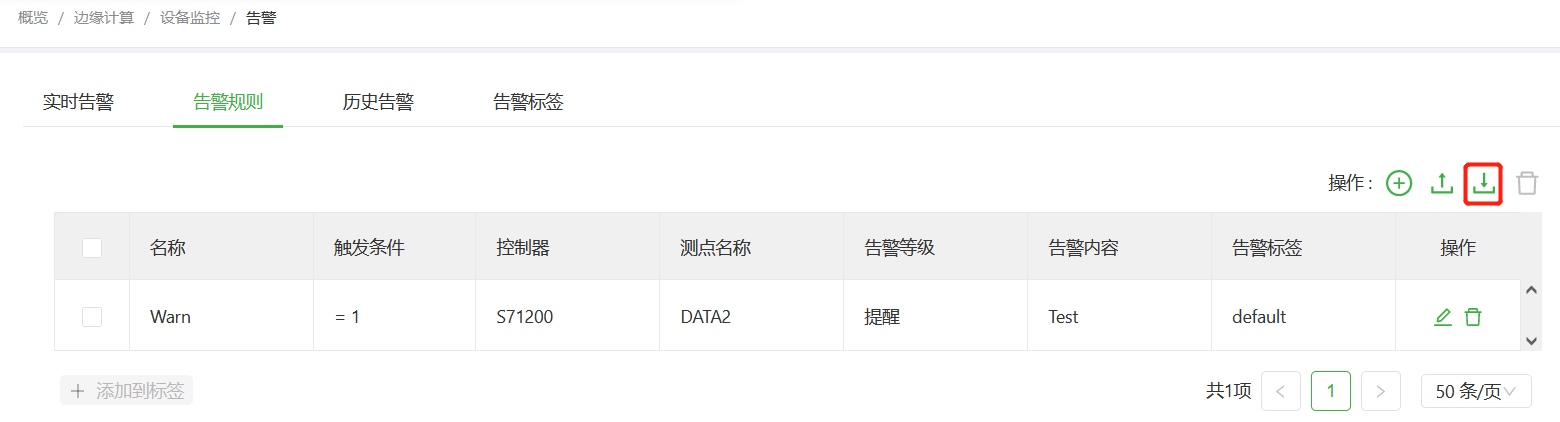 概览 / 边缘计算 / 设备监控 / 告警
实时告警 告警规则 历史告警 告警标签
操作：
名称 触发条件 控制器 测点名称 告警等级 告警内容 告警标签 操作
Warn = 1 S71200 DATA2 提醒 Test default
+ 添加到标签 共1项 < 1 > 50 条/页